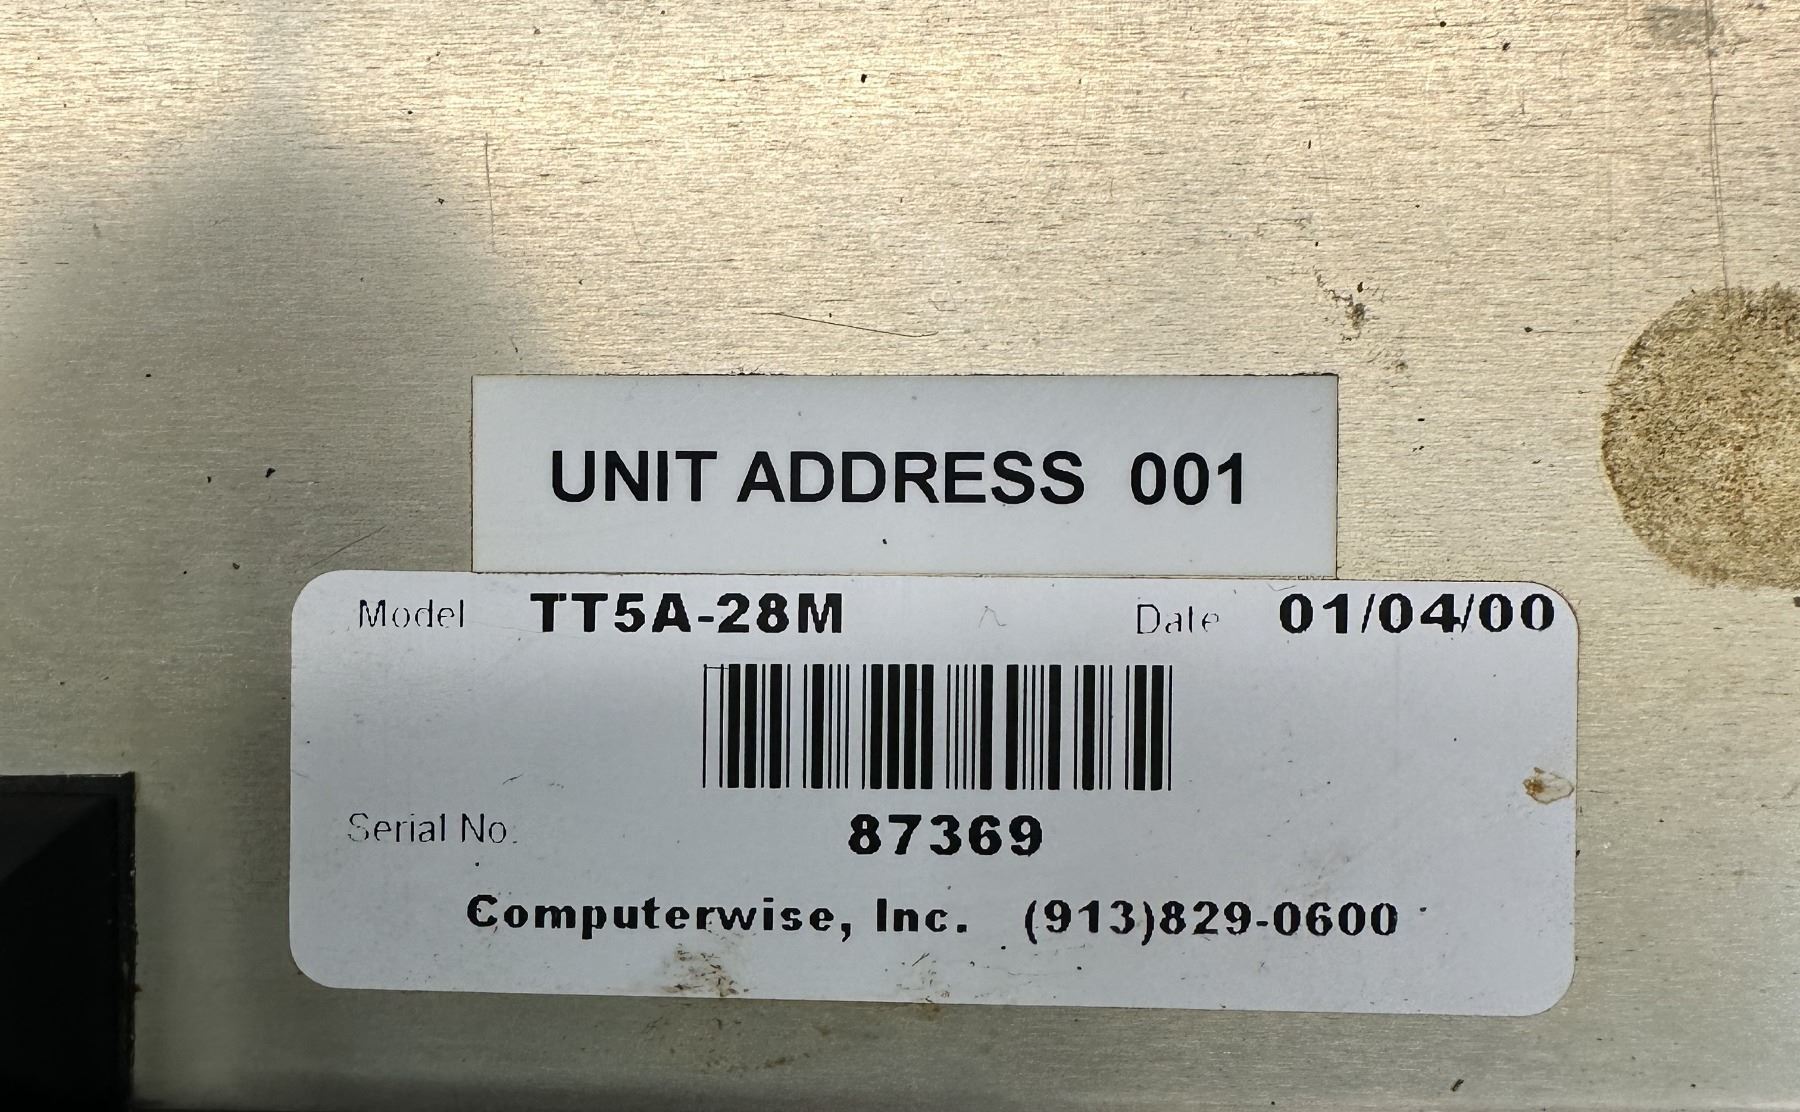 UNIT ADDRESS 001
Model TT5A-28M Date 01/04/00
Serial No. 87369
Computerwise, Inc. (913)829-0600